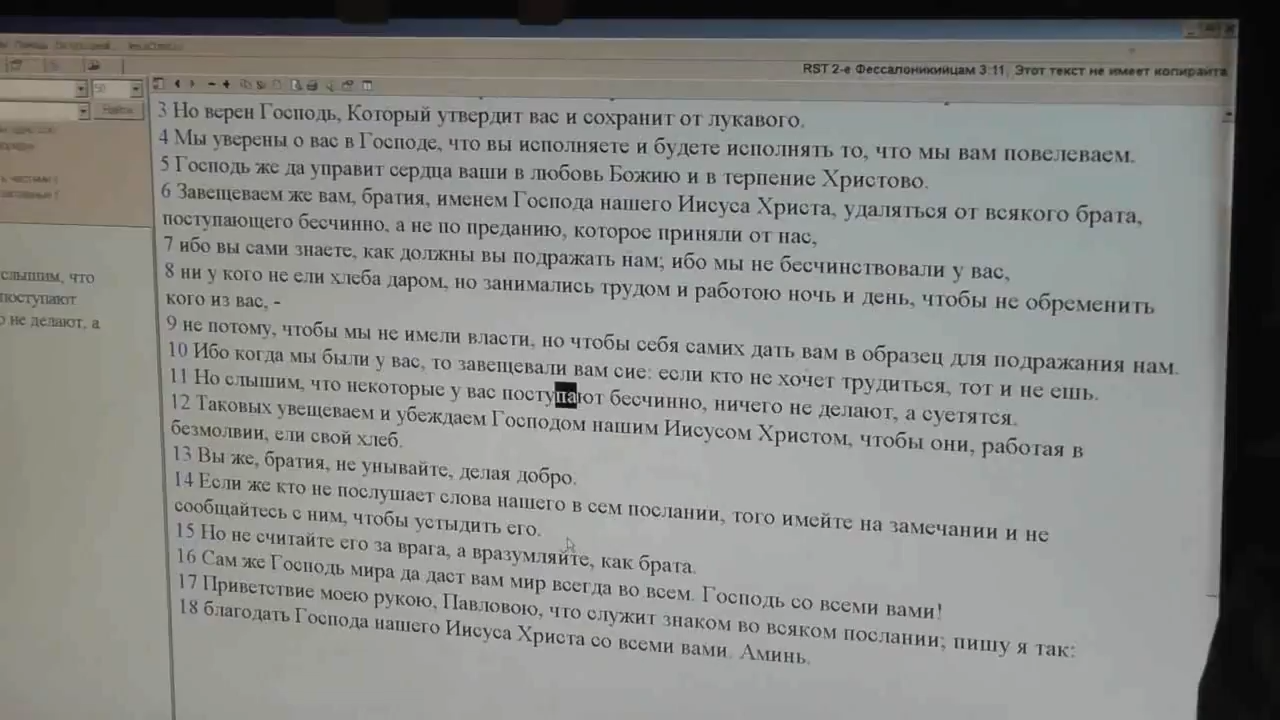 RST 2-е Фессалоникийцам 3:11, Этот текст не имеет копирайта
50
Найти
3 Но верен Господь, Который утвердит вас и сохранит от лукавого.
4 Мы уверены о вас в Господе, что вы исполняете и будете исполнять то, что мы вам повелеваем.
5 Господь же да управит сердца ваши в любовь Божию и в терпение Христово.
6 Завещеваем же вам, братия, именем Господа нашего Иисуса Христа, удаляться от всякого брата,
поступающего бесчинно, а не по преданию, которое приняли от нас,
7 ибо вы сами знаете, как должны вы подражать нам; ибо мы не бесчинствовали у вас,
8 ни у кого не ели хлеба даром, но занимались трудом и работою ночь и день, чтобы не обременить
кого из вас, -
9 не потому, чтобы мы не имели власти, но чтобы себя самих дать вам в образец для подражания нам.
10 Ибо когда мы были у вас, то завещевали вам сие: если кто не хочет трудиться, тот и не ешь.
11 Но слышим, что некоторые у вас поступают бесчинно, ничего не делают, а суетятся.
12 Таковых увещеваем и убеждаем Господом нашим Иисусом Христом, чтобы они, работая в
безмолвии, ели свой хлеб.
13 Вы же, братия, не унывайте, делая добро.
14 Если же кто не послушает слова нашего в сем послании, того имейте на замечании и не
сообщайтесь с ним, чтобы устыдить его.
15 Но не считайте его за врага, а вразумляйте, как брата.
16 Сам же Господь мира да даст вам мир всегда во всем. Господь со всеми вами!
17 Приветствие моею рукою, Павловою, что служит знаком во всяком послании; пишу я так:
18 благодать Господа нашего Иисуса Христа со всеми вами. Аминь.
слышим, что
поступают
о не делают, а